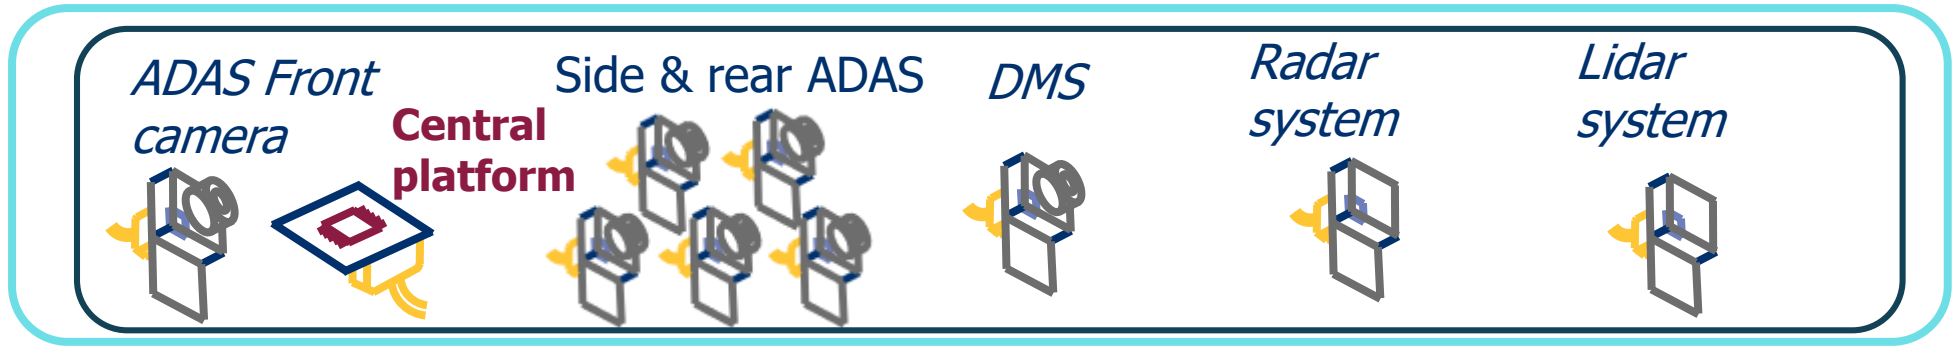 ADAS Front
camera
Central
platform
Side & rear ADAS
DMS
Radar
system
Lidar
system